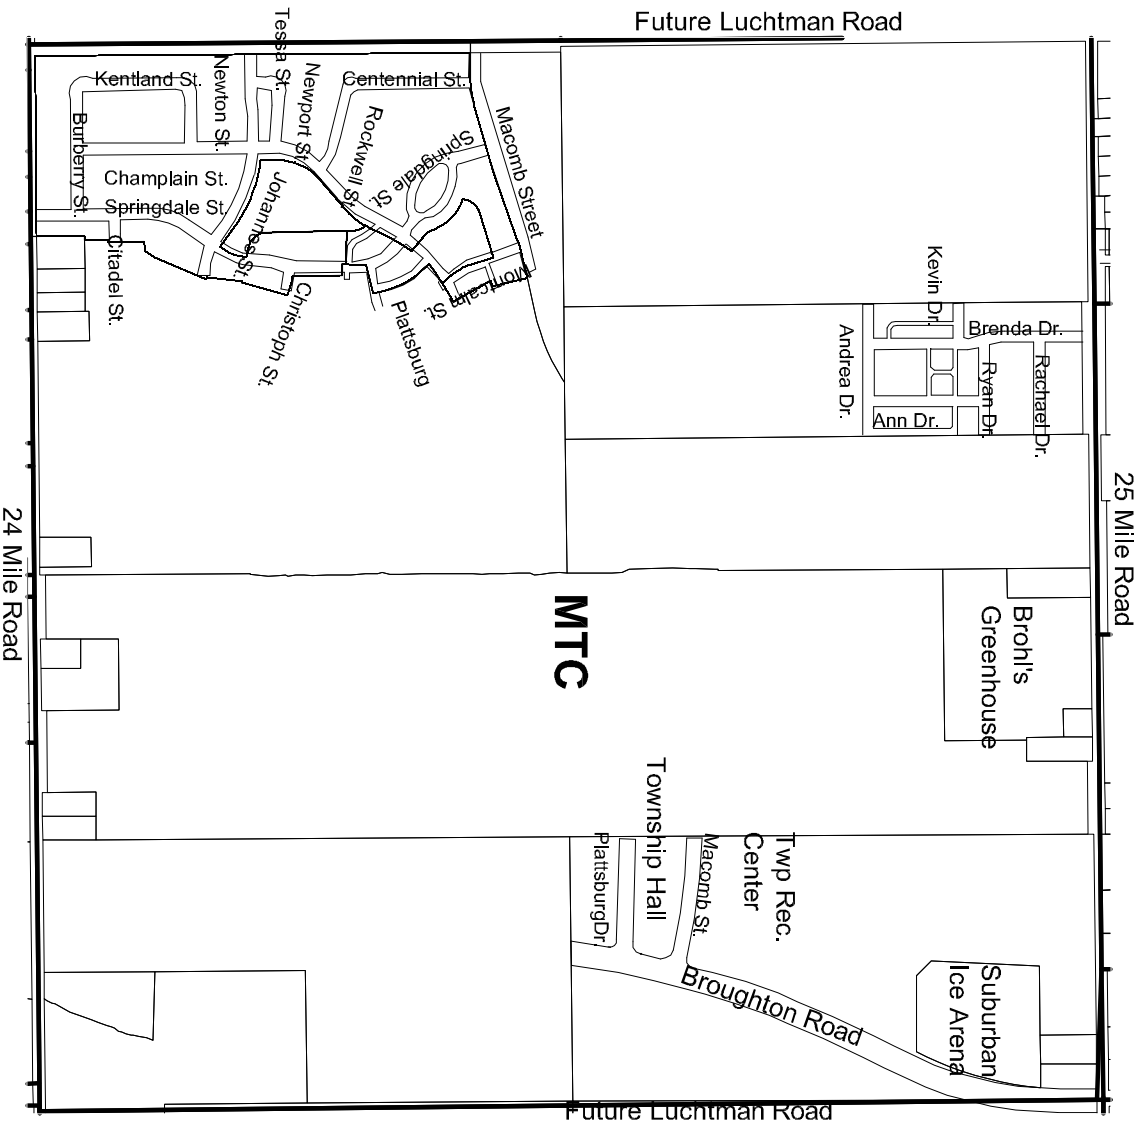 Future Luchtman Road
Tessa St.
Kentland St.
Newton St.
Newport St.
Centennial St.
Burberry St.
Rockwell St.
Springdale St.
Macomb Street
Champlain St.
Springdale St.
Johannes St.
Citadel St.
Christoph St.
Montcalm St.
Plattsburg
Kevin Dr.
Brenda Dr.
Andrea Dr.
Ryan Dr.
Rachael Dr.
Ann Dr.
24 Mile Road
25 Mile Road
MTC
Brohl's
Greenhouse
Township Hall
PlattsburgDr.
Macomb St.
Twp Rec.
Center
Broughton Road
Suburban
Ice Arena
Future Luchtman Road